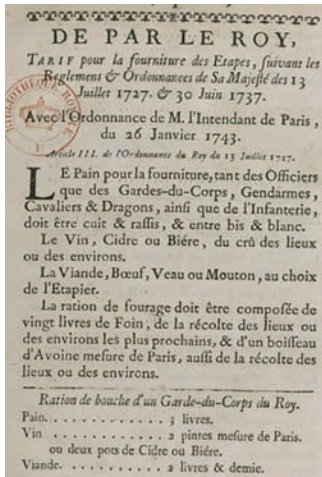 DE PAR LE ROY,
TARIF pour la fourniture des Etapes, suivant les
Reglemens & Ordonnances de Sa Majesté des 13
Juillet 1727. & 30 Juin 1737.
Avec l'Ordonnance de M. l'Intendant de Paris,
du 26 Janvier 1743.
Article III. de l'Ordonnance du Roy du 13 Juillet 1727.
LE Pain pour la fourniture, tant des Officiers
que des Gardes-du-Corps, Gendarmes,
Cavaliers & Dragons, ainsi que de l'Infanterie,
doit être cuit & rassis, & entre bis & blanc.
Le Vin, Cidre ou Biére, du crû des lieux
ou des environs.
La Viande, Bœuf, Veau ou Mouton, au choix
de l'Etapier.
La ration de fourage doit être composée de
vingt livres de Foin, de la récolte des lieux ou
des environs les plus prochains, & d'un boisseau
d'Avoine mesure de Paris, aussi de la récolte des
lieux ou des environs.
Ration de bouche d'un Garde-du-Corps du Roy.
Pain. . . . . . . . . . . . 3 livres.
Vin . . . . . . . . . . . . 2 pintes mesure de Paris.
ou deux pots de Cidre ou Biére.
Viande. . . . . . . . . . . 2 livres & demie.